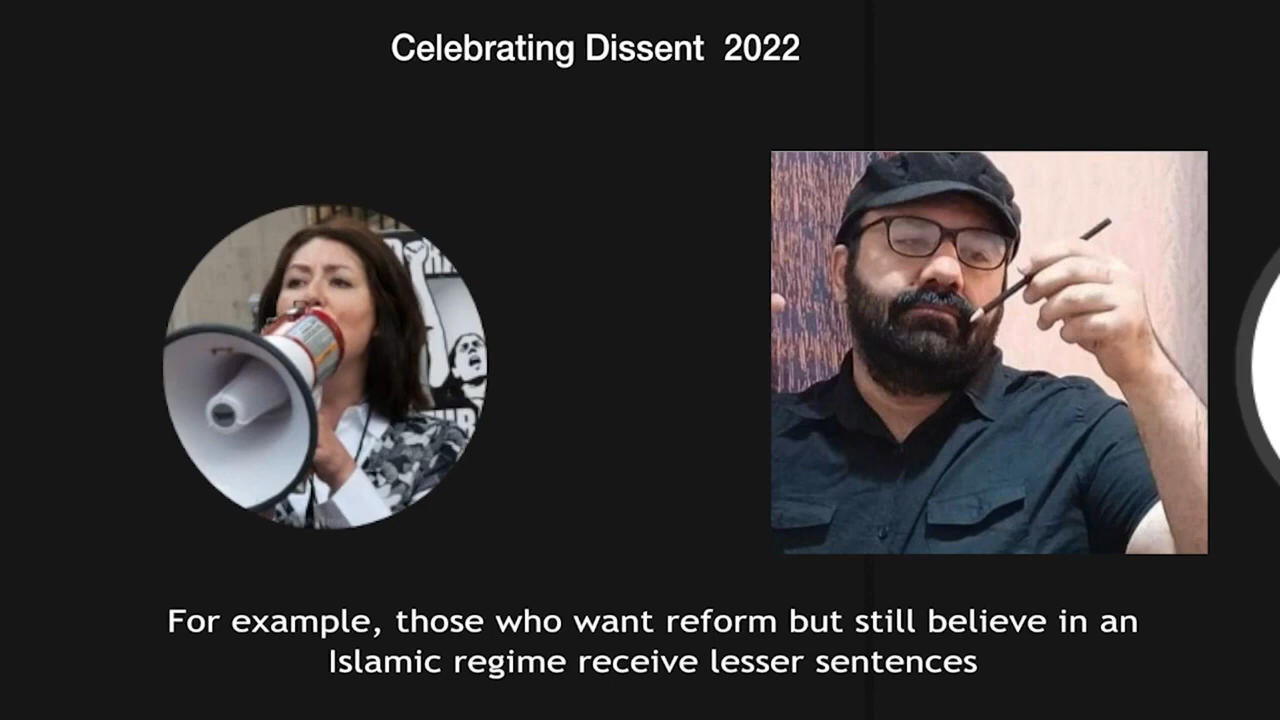 Celebrating Dissent 2022
For example, those who want reform but still believe in an
Islamic regime receive lesser sentences